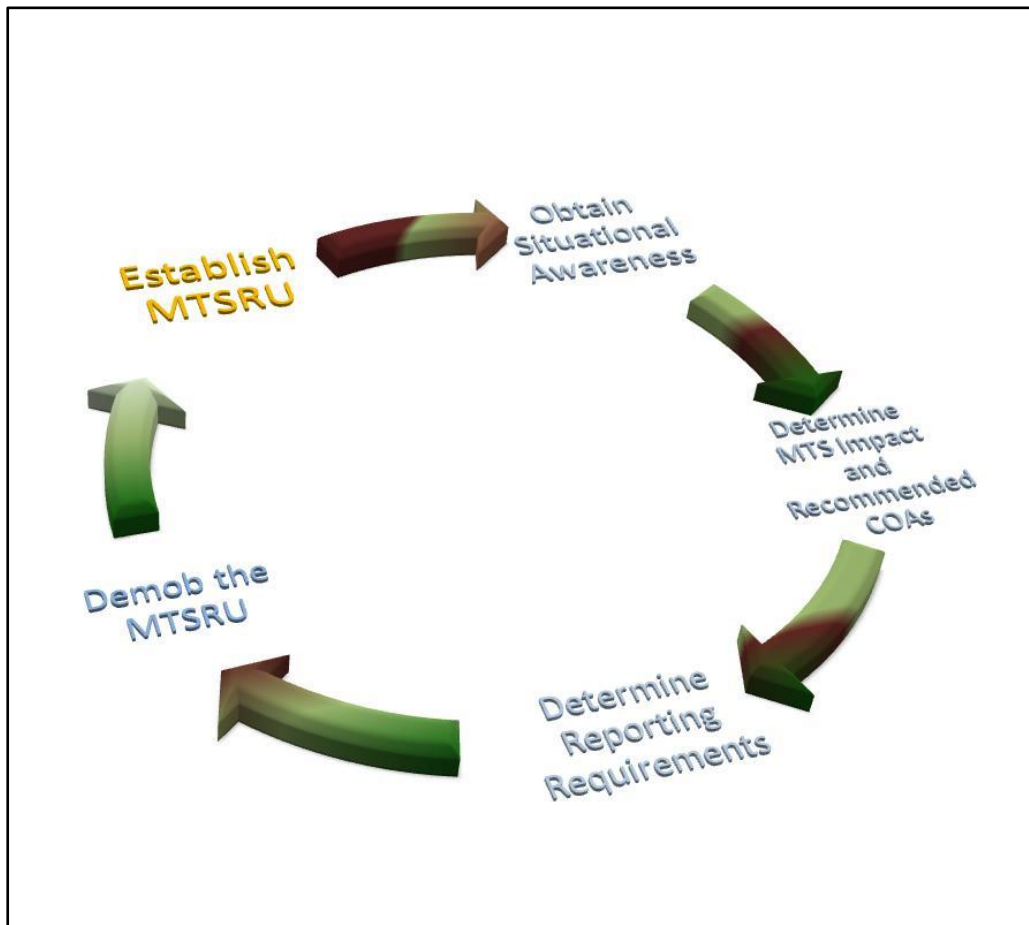 Establish
MTSRU
Obtain
Situational
Awareness
Determine
MTS Impact
and
Recommended
COAs
Determine
Reporting
Requirements
Demob the
MTSRU